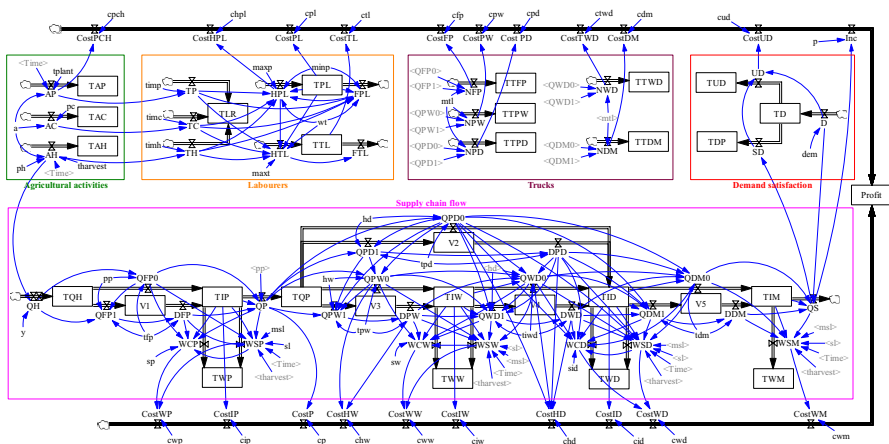 cpch chpl cpl ctl cfp cpw cpd ctwd cdm cud p
CostPCH CostHPL CostPL CostTL CostFP CostPW Cost PD CostTWD CostDM CostUD Inc
<Time> tplant TAP
AP
a AC pc TAC
AH TAH
ph tharvest
<Time>
Agricultural activities
timp TP maxp HPL minp TPL FPL
timc TC TLR wt
timh TH HTL TTL FTL
maxt
Labourers
<QFP0> TTFP
<QFP1> NFP
mtl
<QPW0> NPW TTPW
<QPW1>
<QPD0> NPD TTPD
<QPD1>
<QWD0> NWD TTWD
<QWD1>
<mtl>
<QDM0> NDM TTDM
<QDM1>
Trucks
UD
TUD
TD D
TDP SD dem
Demand satisfaction
Profit
Supply chain flow
hd QPD0
V2
QPD1 tpd <hd> DPD
pp QFP0 <pp> QPW0 QWD0 QDM0
QH TQH QFP1 V1 DFP TIP QP TQP hw QPW1 V3 DPW TIW QWD1 DWD TID QDM1 V5 DDM TIM QS
y tfp msl tpw tiwd tdm
sp WCP WSP sl sw WCW WSW <sl> sid WCD WSD <msl> WSM <msl>
<msl> <sl> <sl>
<Time> <Time> <Time> <Time>
<tharvest> <tharvest> <tharvest> <tharvest>
TWP TWW TWD TWM
CostWP CostIP CostP CostHW CostWW CostIW CostHD CostID CostWD CostWM
cwp cip cp chw cww ciw chd cid cwd cwm